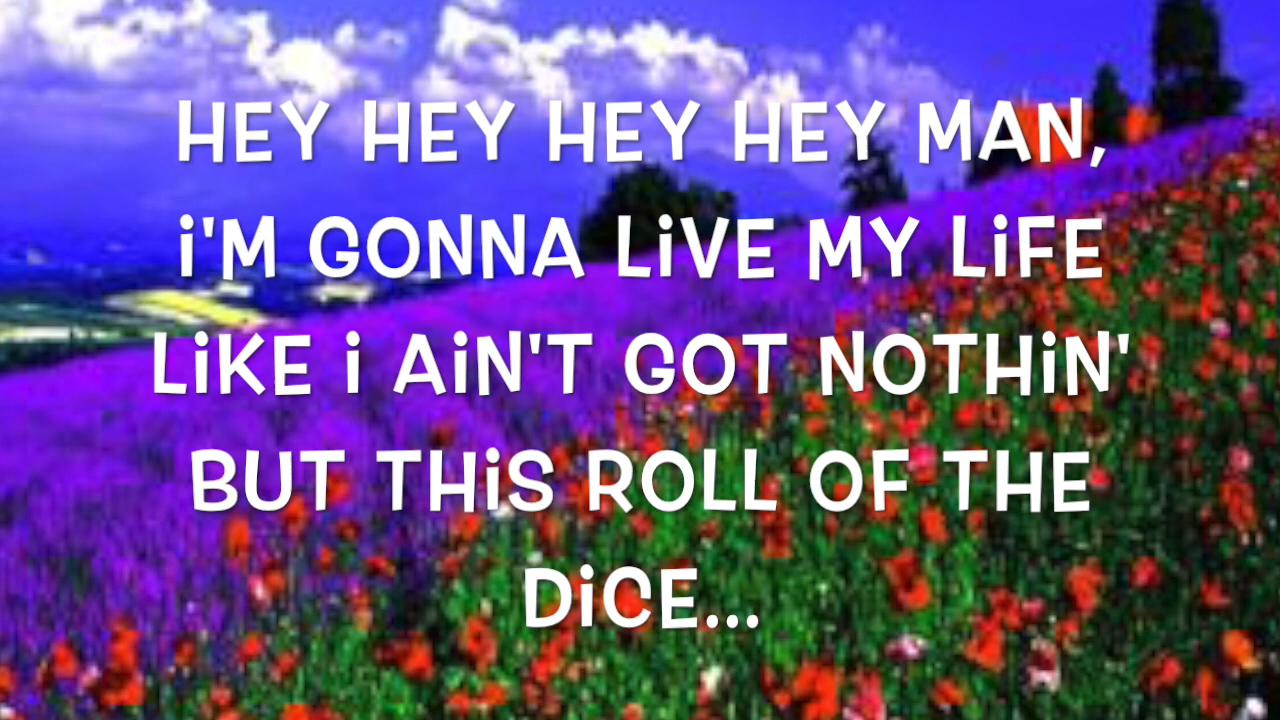 HEY HEY HEY HEY MAN,
i'M GONNA LiVE MY LiFE
LiKE i AiN'T GOT NOTHiN'
BUT THiS ROLL OF THE
DiCE...